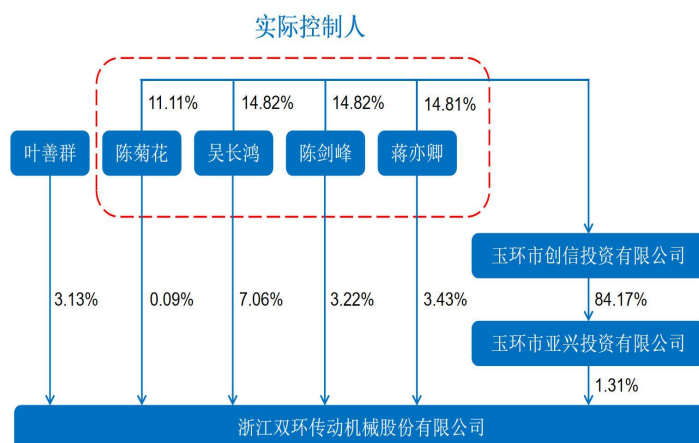 实际控制人
11.11%
14.82%
14.82%
14.81%
叶善群
陈菊花
吴长鸿
陈剑峰
蒋亦卿
玉环市创信投资有限公司
3.13%
0.09%
7.06%
3.22%
3.43%
84.17%
玉环市亚兴投资有限公司
1.31%
浙江双环传动机械股份有限公司